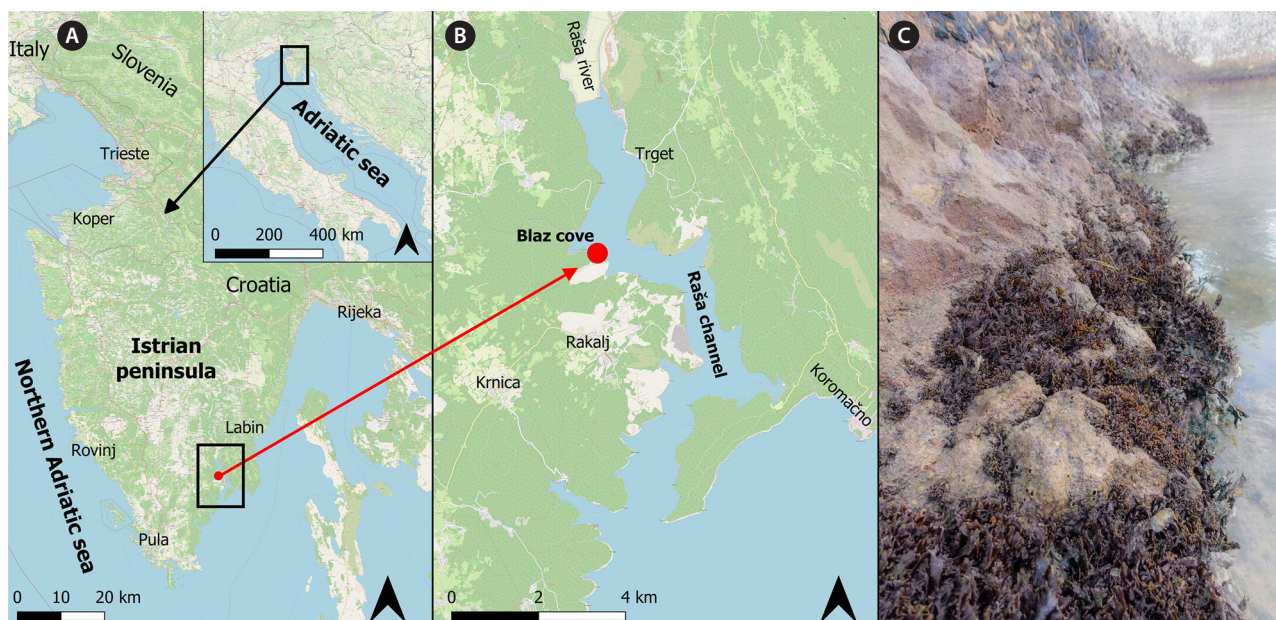 A
Italy
Slovenia
Trieste
Koper
Adriatic sea
0 200 400 km
Croatia
Rijeka
Istrian
peninsula
Northern Adriatic sea
Labin
Rovinj
Pula
0 10 20 km
B
Raša river
Trget
Blaz cove
Raša channel
Rakalj
Krnica
Koromačno
0 2 4 km
C